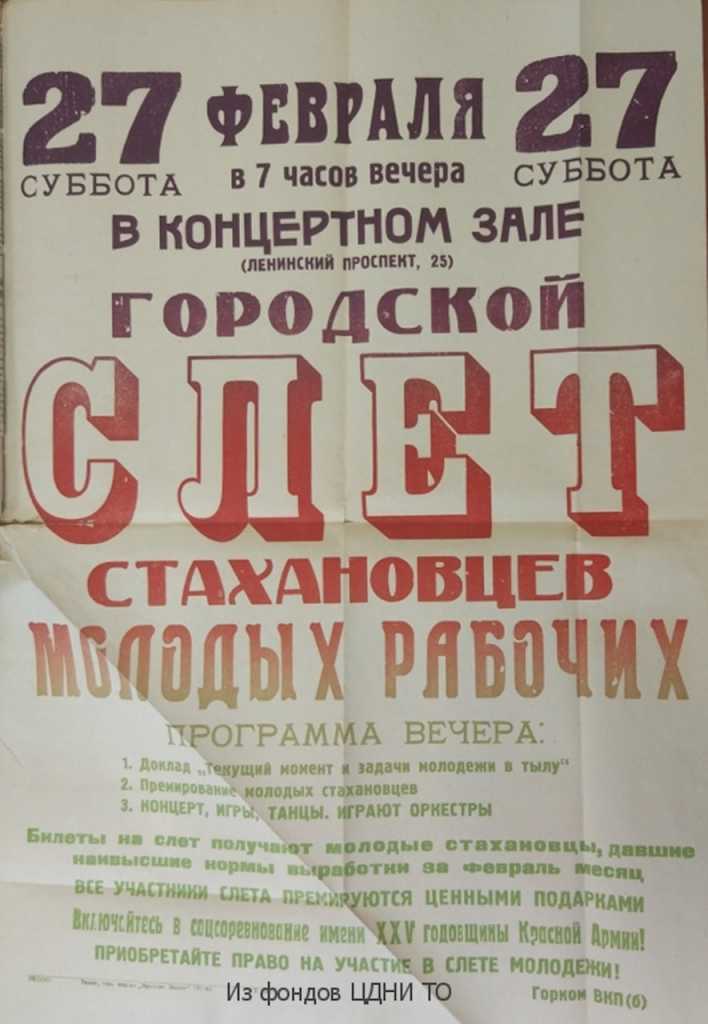 27 ФЕВРАЛЯ 27
СУББОТА в 7 часов вечера СУББОТА
В КОНЦЕРТНОМ ЗАЛЕ
(ЛЕНИНСКИЙ ПРОСПЕКТ, 25)
ГОРОДСКОЙ
СЛЕТ
СТАХАНОВЦЕВ
МОЛОДЫХ РАБОЧИХ
ПРОГРАММА ВЕЧЕРА:
1. Доклад „Текущий момент и задачи молодежи в тылу“
2. Премирование молодых стахановцев
3. КОНЦЕРТ, ИГРЫ, ТАНЦЫ. ИГРАЮТ ОРКЕСТРЫ
Билеты на слет получают молодые стахановцы, давшие
наивысшие нормы выработки за февраль месяц
ВСЕ УЧАСТНИКИ СЛЕТА ПРЕМИРУЮТСЯ ЦЕННЫМИ ПОДАРКАМИ
Включайтесь в соцсоревнование имени XXV годовщины Красной Армии!
ПРИОБРЕТАЙТЕ ПРАВО НА УЧАСТИЕ В СЛЕТЕ МОЛОДЕЖИ!
Горком ВКП(б)
Из фондов ЦДНИ ТО